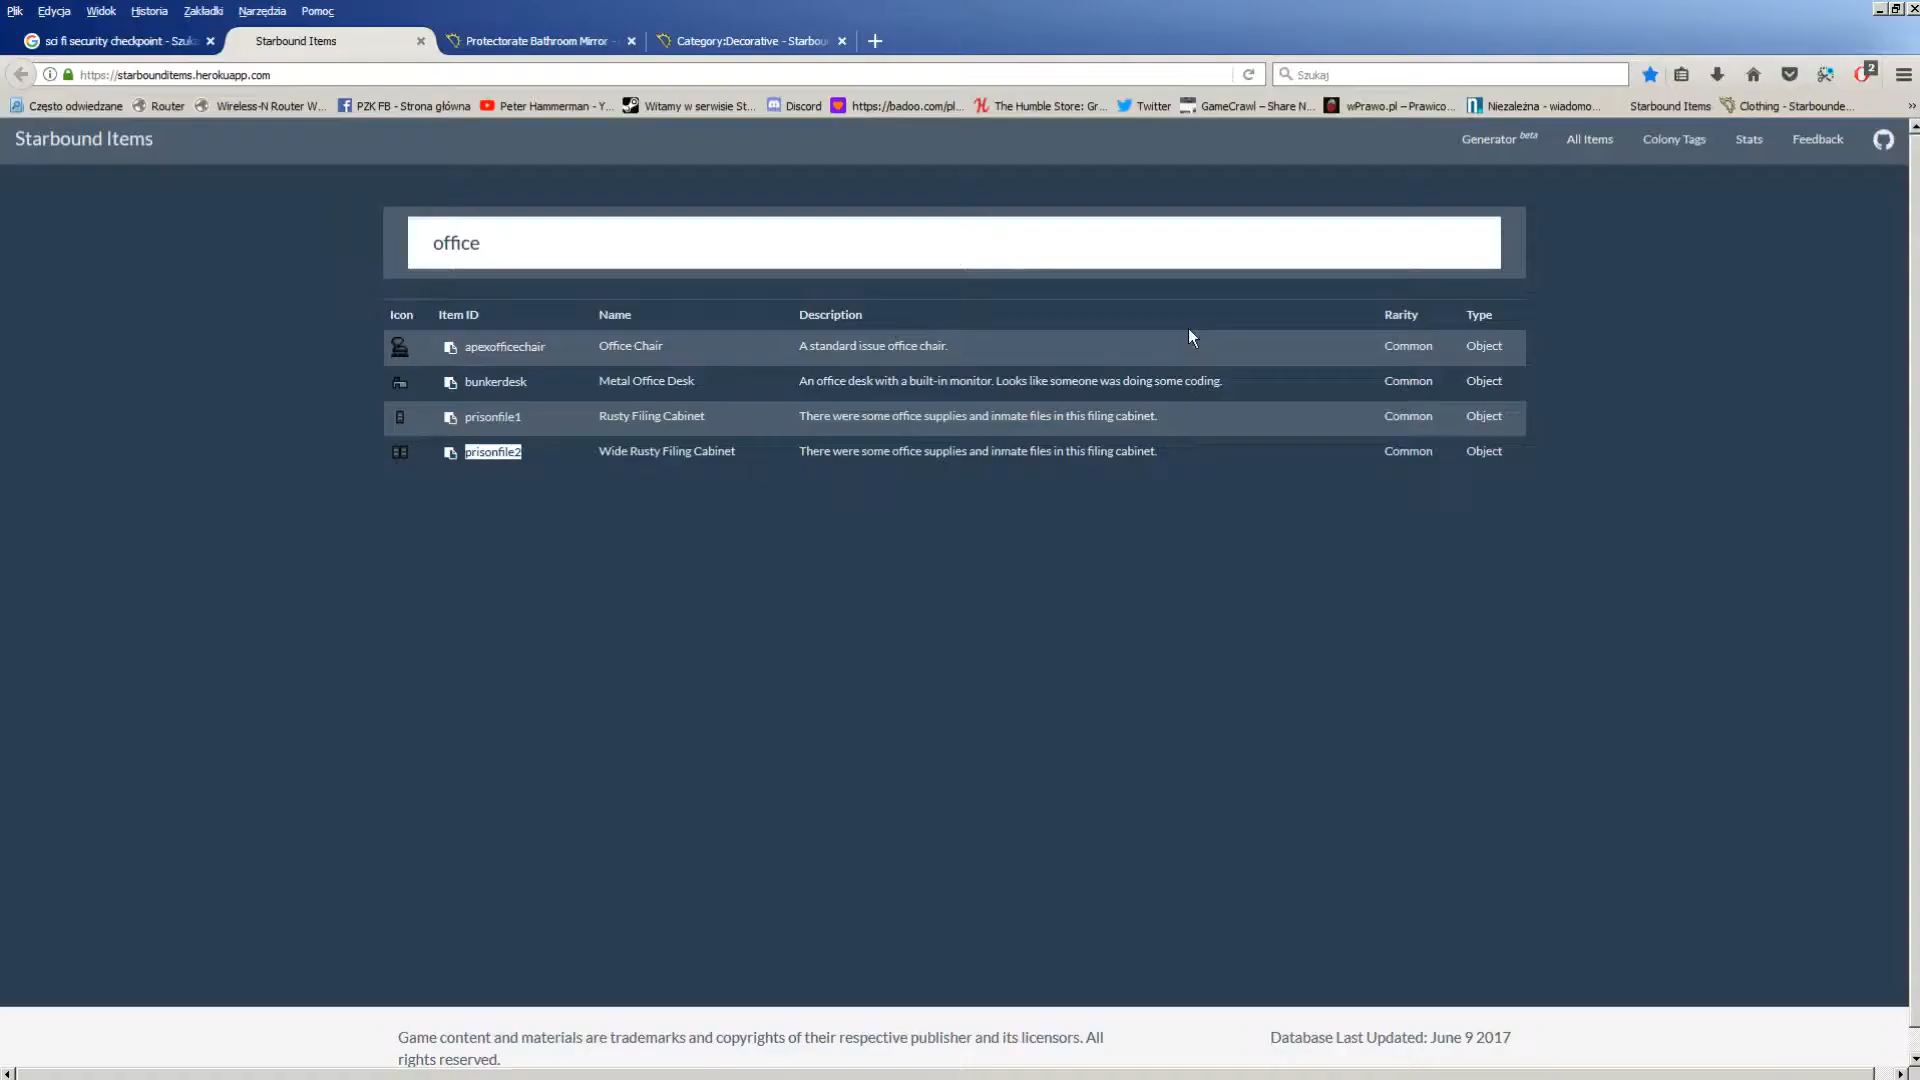 Plik Edycja Widok Historia Zakładki Narzędzia Pomoc
sci fi security checkpoint - Szuk
Starbound Items
Protectorate Bathroom Mirror -
Category:Decorative - Starbou
https://starbounditems.herokuapp.com
Szukaj
2
Często odwiedzane Router Wireless-N Router W... PZK FB - Strona główna Peter Hammerman - Y... Witamy w serwisie St... Discord https://badoo.com/pl... The Humble Store: Gr... Twitter GameCrawl – Share N... wPrawo.pl – Prawico... Niezależna - wiadomo... Starbound Items Clothing - Starbounde...
Starbound Items
Generator beta All Items Colony Tags Stats Feedback
office
Icon Item ID Name Description Rarity Type
apexofficechair Office Chair A standard issue office chair. Common Object
bunkerdesk Metal Office Desk An office desk with a built-in monitor. Looks like someone was doing some coding. Common Object
prisonfile1 Rusty Filing Cabinet There were some office supplies and inmate files in this filing cabinet. Common Object
prisonfile2 Wide Rusty Filing Cabinet There were some office supplies and inmate files in this filing cabinet. Common Object
Game content and materials are trademarks and copyrights of their respective publisher and its licensors. All
rights reserved.
Database Last Updated: June 9 2017